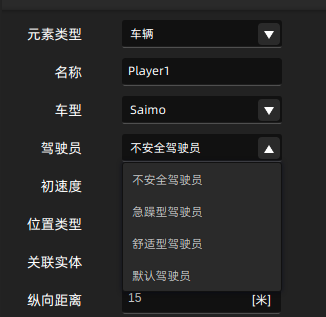 元素类型 车辆
名称 Player1
车型 Saimo
驾驶员 不安全驾驶员
初速度 不安全驾驶员
位置类型 急躁型驾驶员
关联实体 舒适型驾驶员
默认驾驶员
纵向距离 15 [米]